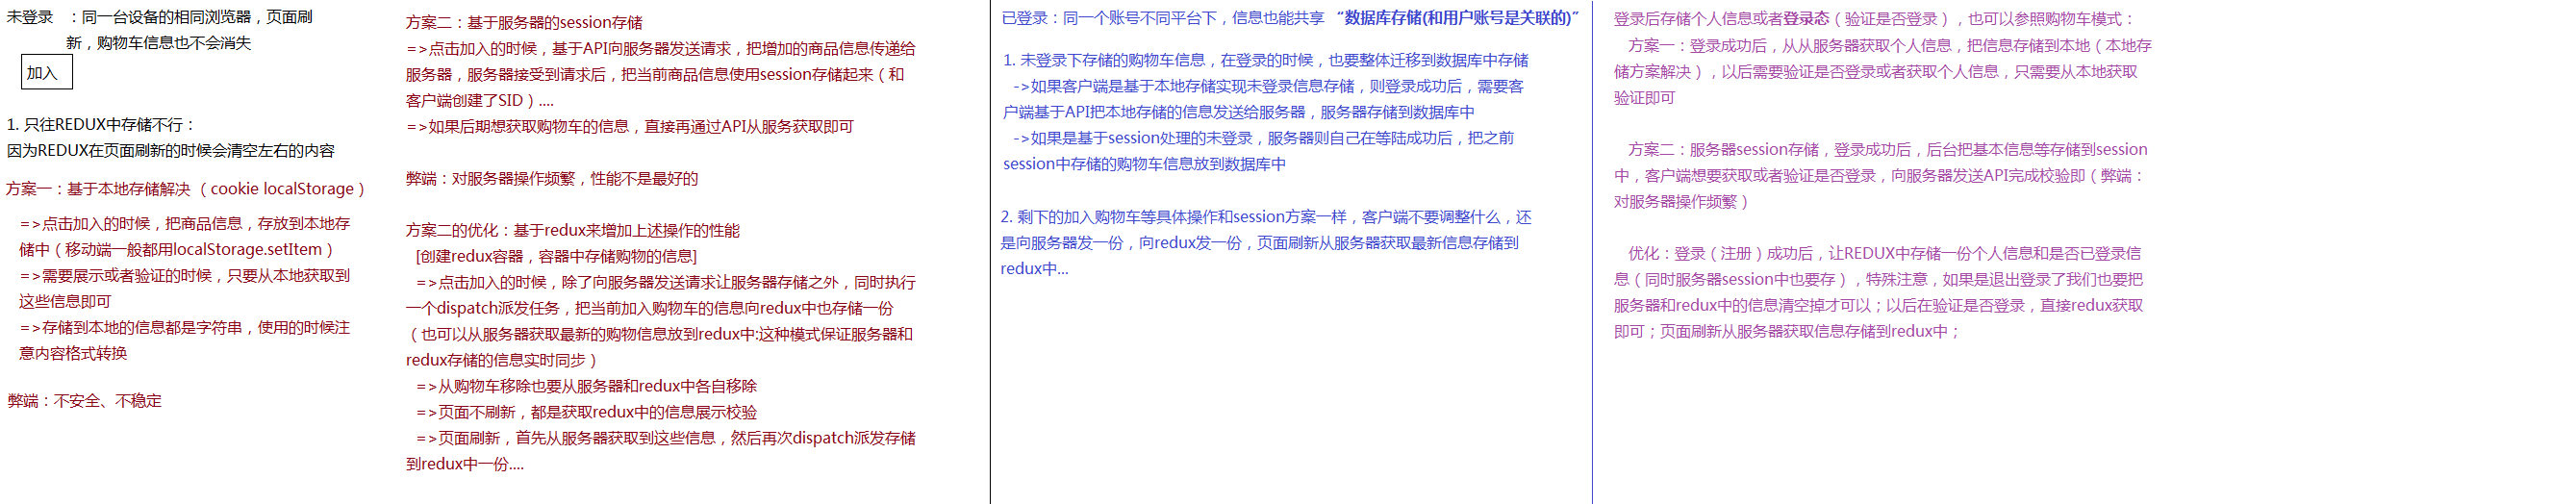 未登录 ：同一台设备的相同浏览器，页面刷
新，购物车信息也不会消失
加入
1. 只往REDUX中存储不行：
因为REDUX在页面刷新的时候会清空左右的内容
方案一：基于本地存储解决 （ cookie localStorage ）
=>点击加入的时候，把商品信息，存放到本地存
储中（移动端一般都用localStorage.setItem）
=>需要展示或者验证的时候，只要从本地获取到
这些信息即可
=>存储到本地的信息都是字符串，使用的时候注
意内容格式转换
弊端：不安全、不稳定
方案二：基于服务器的session存储
=>点击加入的时候，基于API向服务器发送请求，把增加的商品信息传递给
服务器，服务器接受到请求后，把当前商品信息使用session存储起来（和
客户端创建了SID）....
=>如果后期想获取购物车的信息，直接再通过API从服务获取即可
弊端：对服务器操作频繁，性能不是最好的
方案二的优化：基于redux来增加上述操作的性能
[创建redux容器，容器中存储购物的信息]
=>点击加入的时候，除了向服务器发送请求让服务器存储之外，同时执行
一个dispatch派发任务，把当前加入购物车的信息向redux中也存储一份
（也可以从服务器获取最新的购物信息放到redux中:这种模式保证服务器和
redux存储的信息实时同步）
=>从购物车移除也要从服务器和redux中各自移除
=>页面不刷新，都是获取redux中的信息展示校验
=>页面刷新，首先从服务器获取到这些信息，然后再次dispatch派发存储
到redux中一份....
已登录：同一个账号不同平台下，信息也能共享 “数据库存储(和用户账号是关联的)”
1. 未登录下存储的购物车信息，在登录的时候，也要整体迁移到数据库中存储
->如果客户端是基于本地存储实现未登录信息存储，则登录成功后，需要客
户端基于API把本地存储的信息发送给服务器，服务器存储到数据库中
->如果是基于session处理的未登录，服务器则自己在等陆成功后，把之前
session中存储的购物车信息放到数据库中
2. 剩下的加入购物车等具体操作和session方案一样，客户端不要调整什么，还
是向服务器发一份，向redux发一份，页面刷新从服务器获取最新信息存储到
redux中...
登录后存储个人信息或者登录态（验证是否登录），也可以参照购物车模式：
方案一：登录成功后，从从服务器获取个人信息，把信息存储到本地（本地存
储方案解决），以后需要验证是否登录或者获取个人信息，只需要从本地获取
验证即可
方案二：服务器session存储，登录成功后，后台把基本信息等存储到session
中，客户端想要获取或者验证是否登录，向服务器发送API完成校验即（弊端：
对服务器操作频繁）
优化：登录（注册）成功后，让REDUX中存储一份个人信息和是否已登录信
息（同时服务器session中也要存），特殊注意，如果是退出登录了我们也要把
服务器和redux中的信息清空掉才可以；以后在验证是否登录，直接redux获取
即可；页面刷新从服务器获取信息存储到redux中；